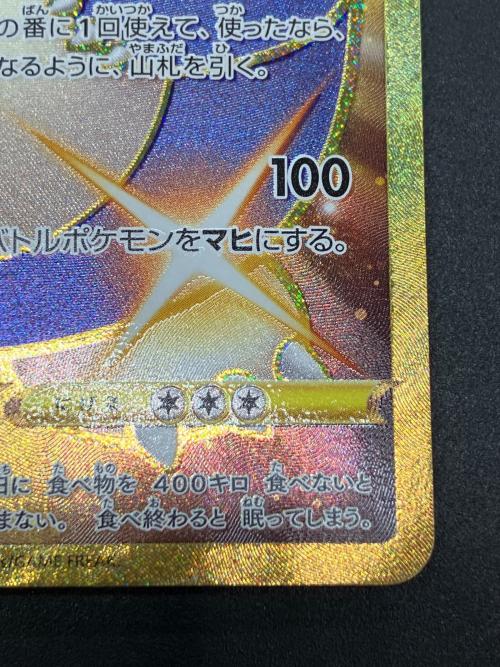 の番に1回使えて、使ったなら、
なるように、山札を引く。
100
バトルポケモンをマヒにする。
にげる
日に 食べ物を 400キロ 食べないと
まない。 食べ終わると 眠ってしまう。
R/GAME FREAK.